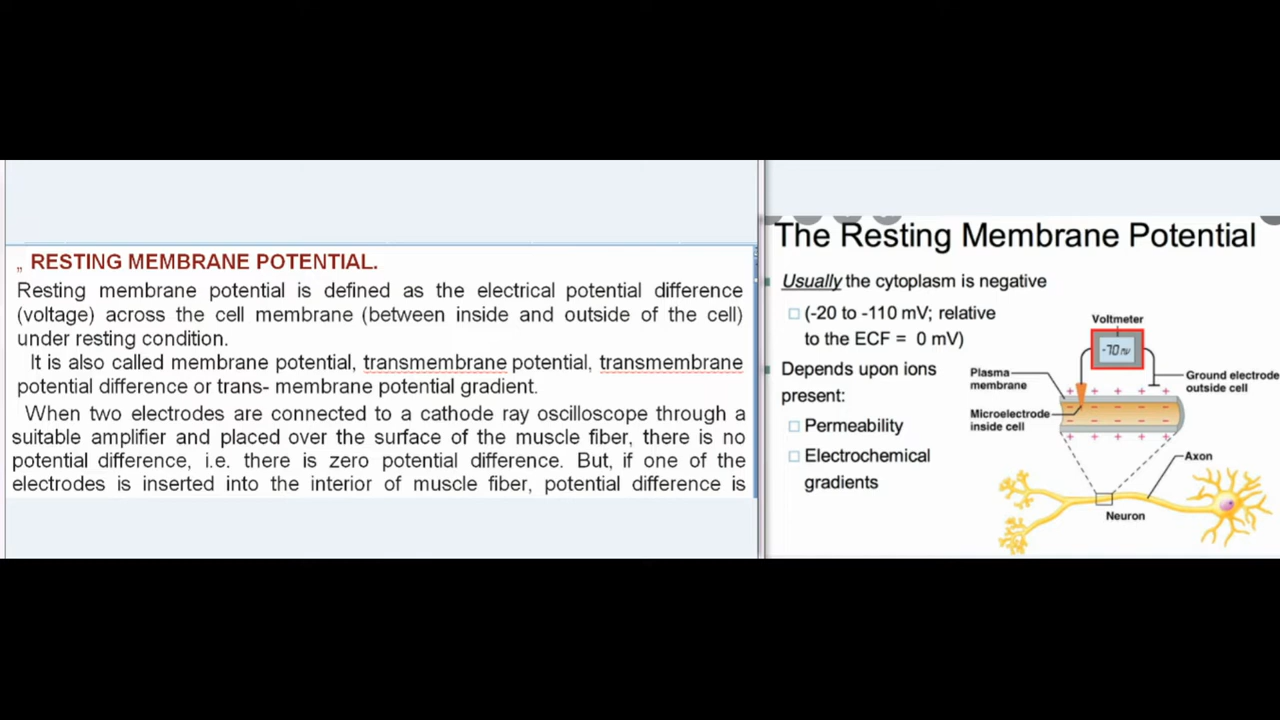 „ RESTING MEMBRANE POTENTIAL.
Resting membrane potential is defined as the electrical potential difference
(voltage) across the cell membrane (between inside and outside of the cell)
under resting condition.
It is also called membrane potential, transmembrane potential, transmembrane
potential difference or trans- membrane potential gradient.
When two electrodes are connected to a cathode ray oscilloscope through a
suitable amplifier and placed over the surface of the muscle fiber, there is no
potential difference, i.e. there is zero potential difference. But, if one of the
electrodes is inserted into the interior of muscle fiber, potential difference is
The Resting Membrane Potential
Usually the cytoplasm is negative
(-20 to -110 mV; relative
to the ECF = 0 mV)
Depends upon ions
present:
Permeability
Electrochemical
gradients
Voltmeter
-70 mv
Plasma
membrane
Ground electrode
outside cell
Microelectrode
inside cell
Axon
Neuron